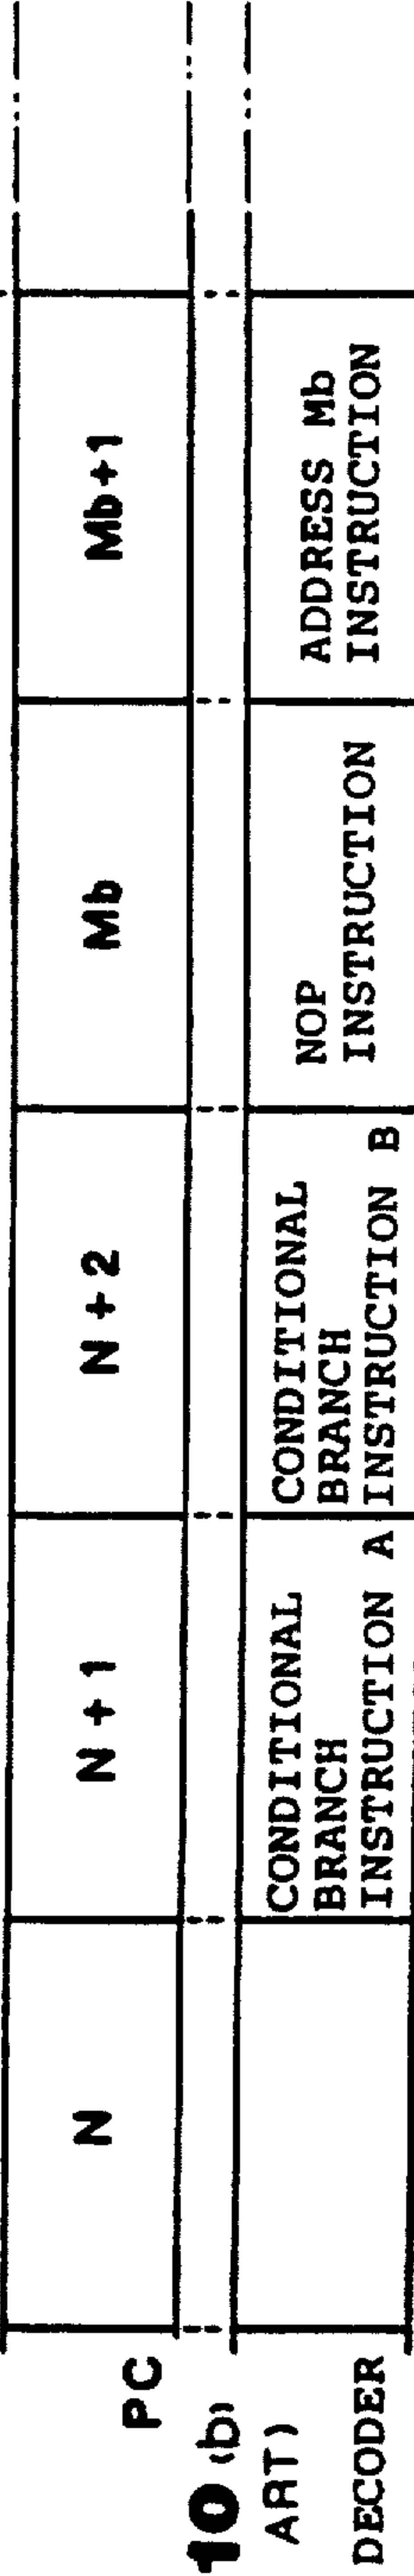 PC
N
N+1
N+2
Mb
Mb+1
10 (b)
ART)
DECODER
CONDITIONAL
BRANCH
INSTRUCTION A
CONDITIONAL
BRANCH
INSTRUCTION B
NOP
INSTRUCTION
ADDRESS Mb
INSTRUCTION